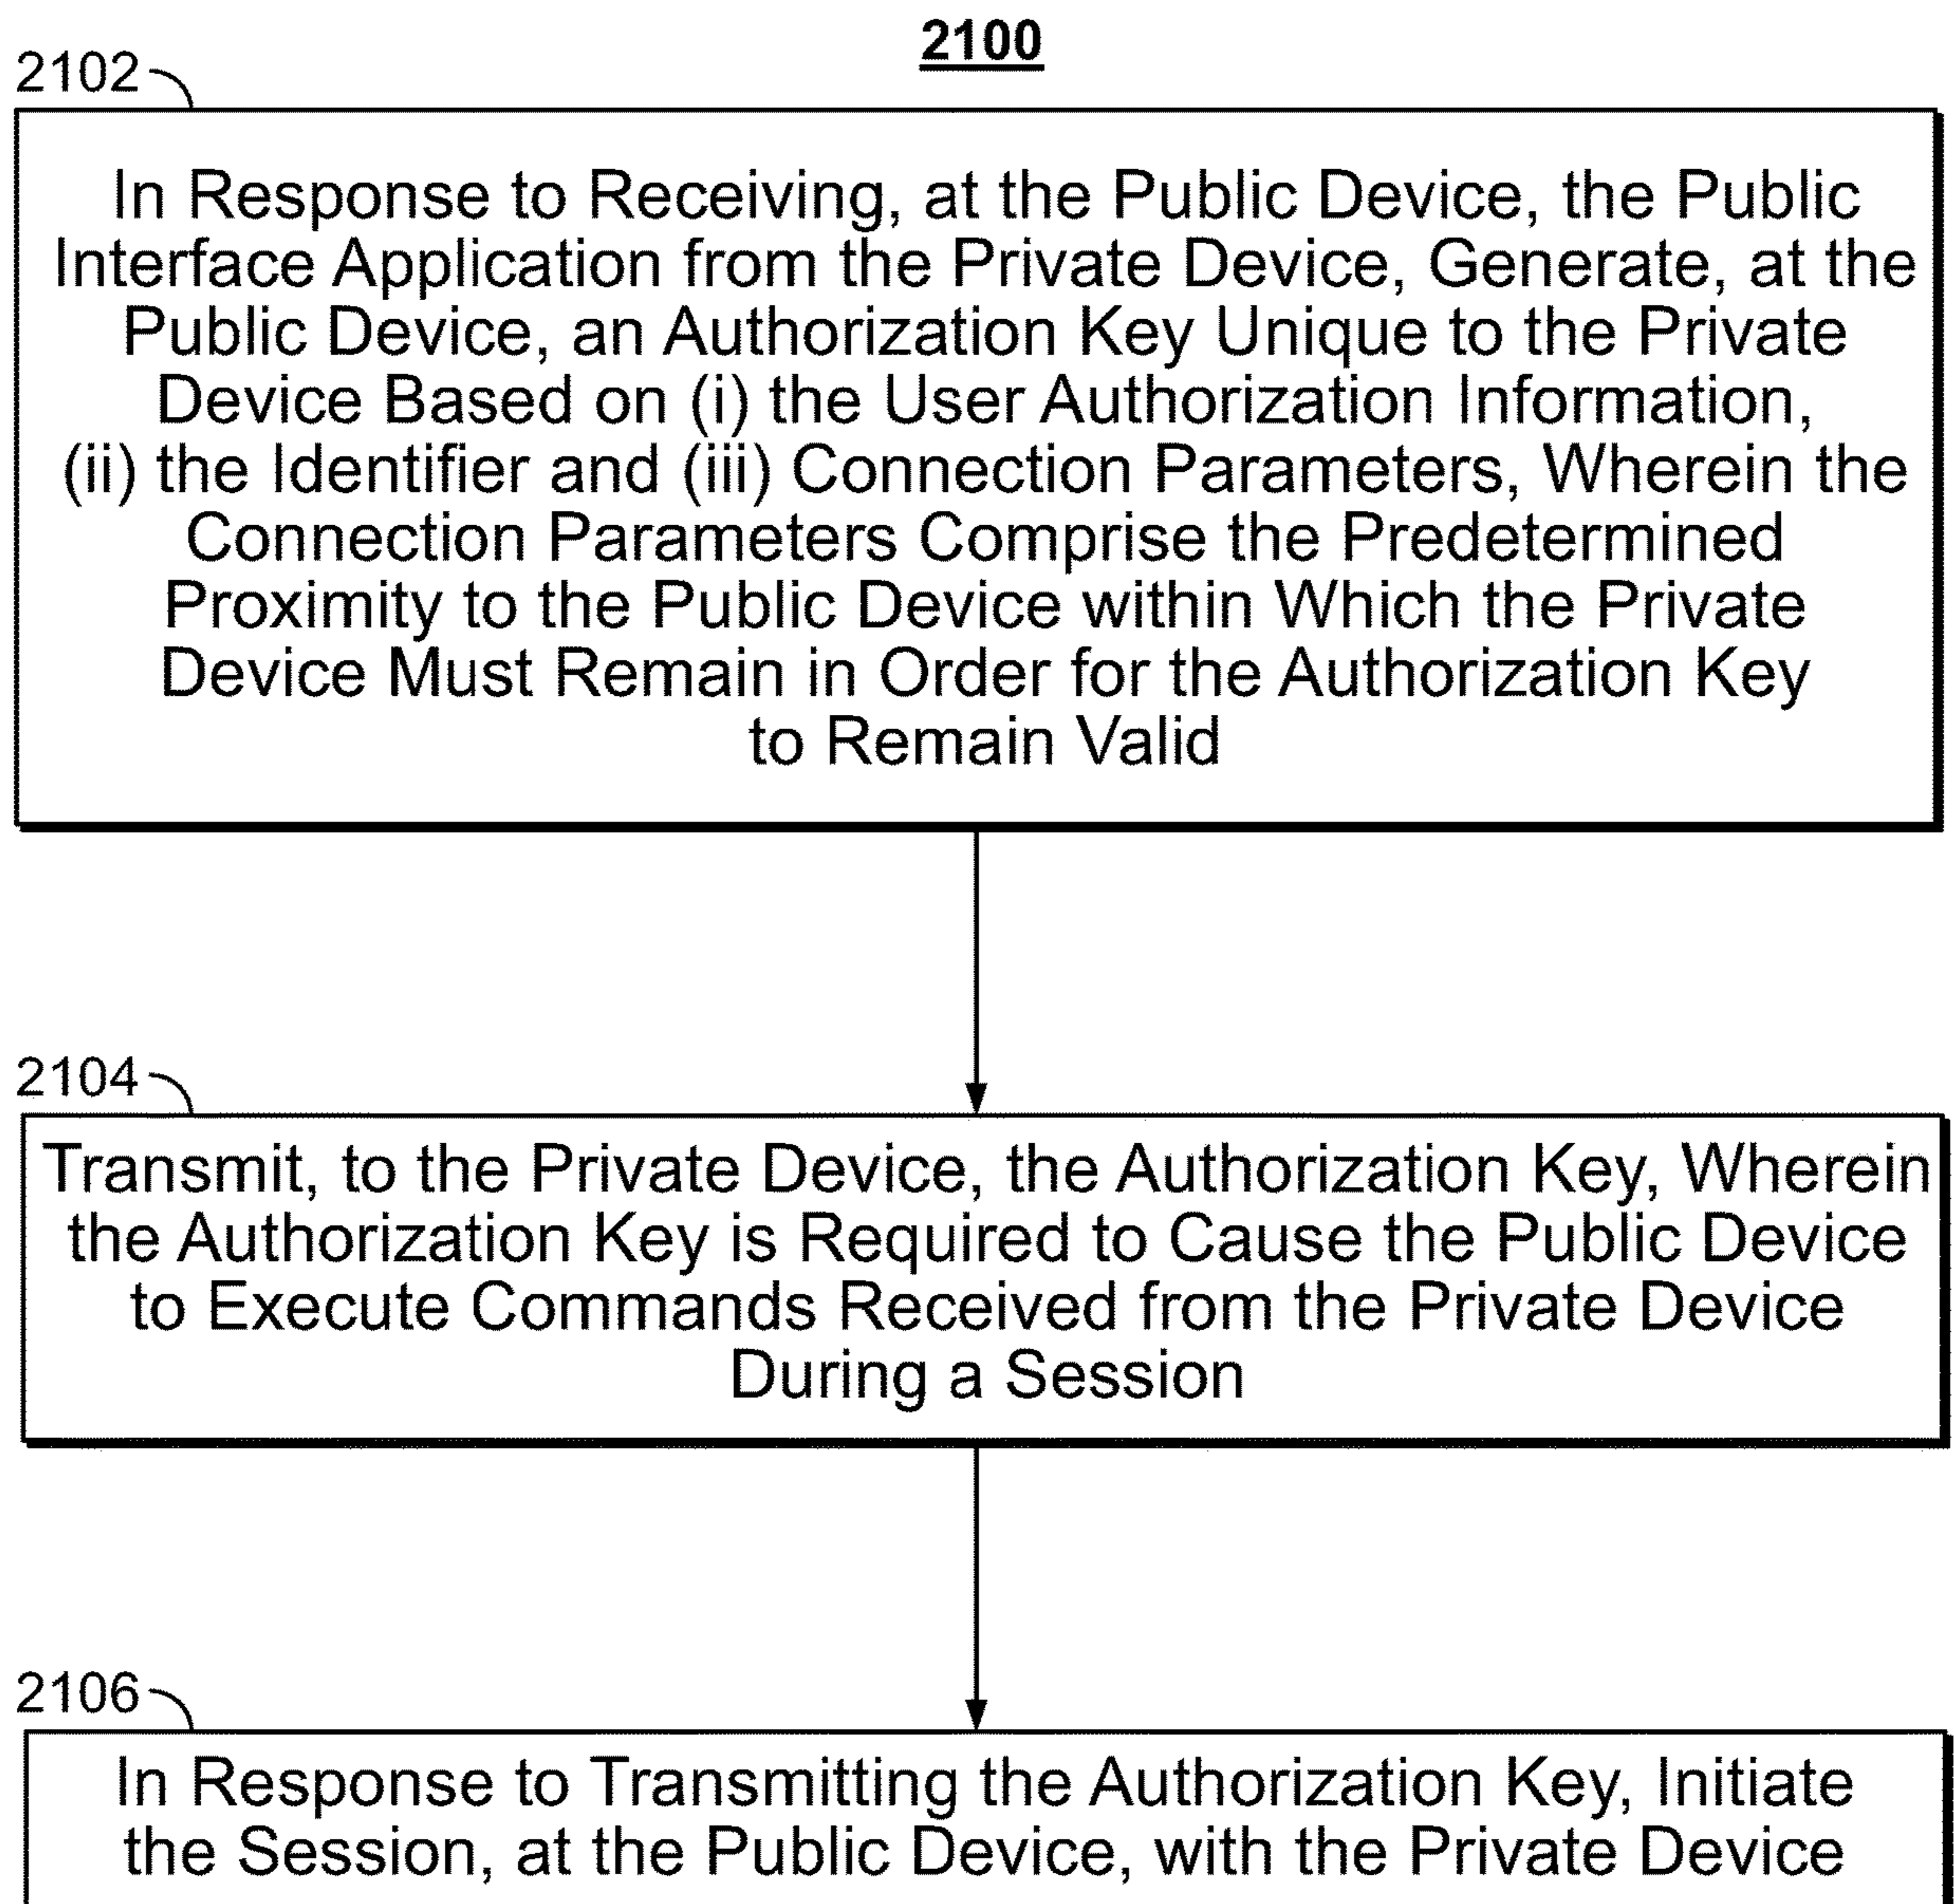 2100
2102
In Response to Receiving, at the Public Device, the Public
Interface Application from the Private Device, Generate, at the
Public Device, an Authorization Key Unique to the Private
Device Based on (i) the User Authorization Information,
(ii) the Identifier and (iii) Connection Parameters, Wherein the
Connection Parameters Comprise the Predetermined
Proximity to the Public Device within Which the Private
Device Must Remain in Order for the Authorization Key
to Remain Valid
2104
Transmit, to the Private Device, the Authorization Key, Wherein
the Authorization Key is Required to Cause the Public Device
to Execute Commands Received from the Private Device
During a Session
2106
In Response to Transmitting the Authorization Key, Initiate
the Session, at the Public Device, with the Private Device